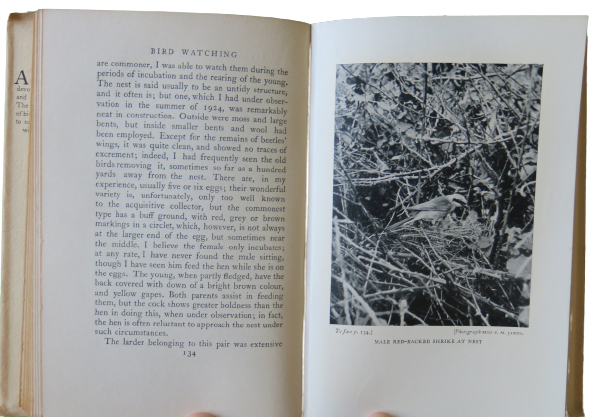 A
BIRD WATCHING
are commoner, I was able to watch them during the
periods of incubation and the rearing of the young.
The nest is said usually to be an untidy structure,
and it often is; but one, which I had under obser-
vation in the summer of 1924, was remarkably
neat in construction. Outside were moss and large
bents, but inside smaller bents and wool had
been employed. Except for the remains of beetles'
wings, it was quite clean, and showed no traces of
excrement; indeed, I had frequently seen the old
birds removing it, sometimes so far as a hundred
yards away from the nest. There are, in my
experience, usually five or six eggs; their wonderful
variety is, unfortunately, only too well known
to the acquisitive collector, but the commonest
type has a buff ground, with red, grey or brown
markings in a circlet, which, however, is not always
at the larger end of the egg, but sometimes near
the middle. I believe the female only incubates;
at any rate, I have never found the male sitting,
though I have seen him feed the hen while she is on
the eggs. The young, when partly fledged, have the
back covered with down of a bright brown colour,
and yellow gapes. Both parents assist in feeding
them, but the cock shows greater boldness than the
hen in doing this, when under observation; in fact,
the hen is often reluctant to approach the nest under
such circumstances.
The larder belonging to this pair was extensive
134
To face p. 134.]
[Photograph
MALE RED-BACKED SHRIKE AT NEST